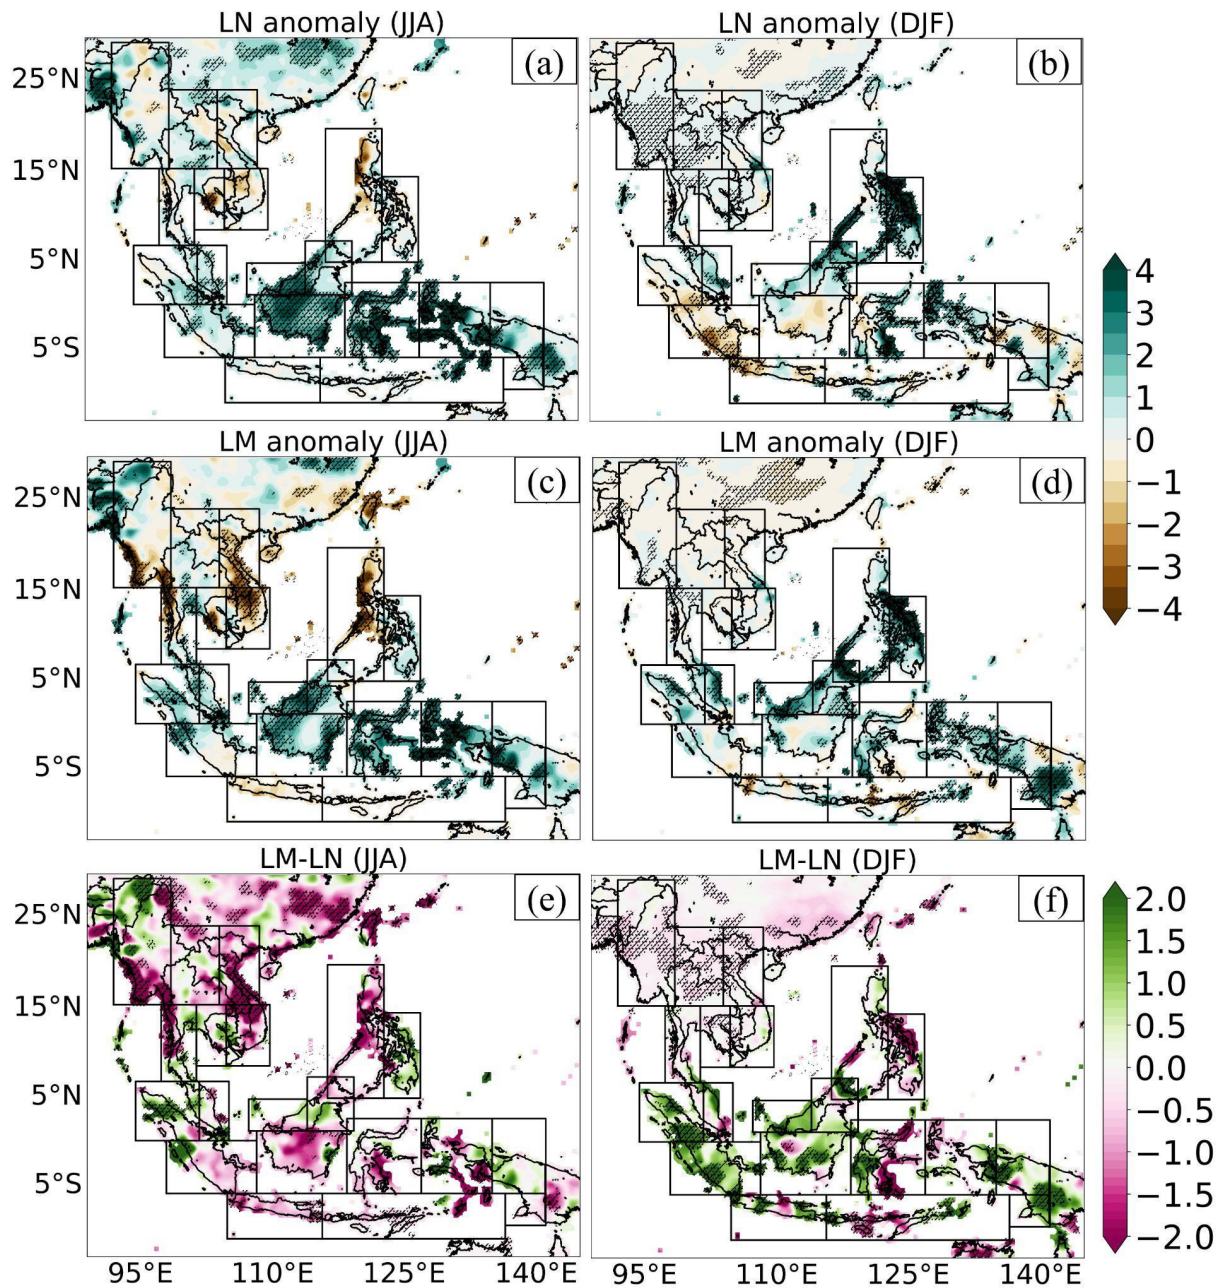 LN anomaly (JJA)
LN anomaly (DJF)
(a)
(b)
25°N
15°N
5°N
5°S
4
3
2
1
0
−1
−2
−3
−4
LM anomaly (JJA)
LM anomaly (DJF)
(c)
(d)
25°N
15°N
5°N
5°S
LM-LN (JJA)
LM-LN (DJF)
(e)
(f)
25°N
15°N
5°N
5°S
2.0
1.5
1.0
0.5
0.0
−0.5
−1.0
−1.5
−2.0
95°E 110°E 125°E 140°E
95°E 110°E 125°E 140°E